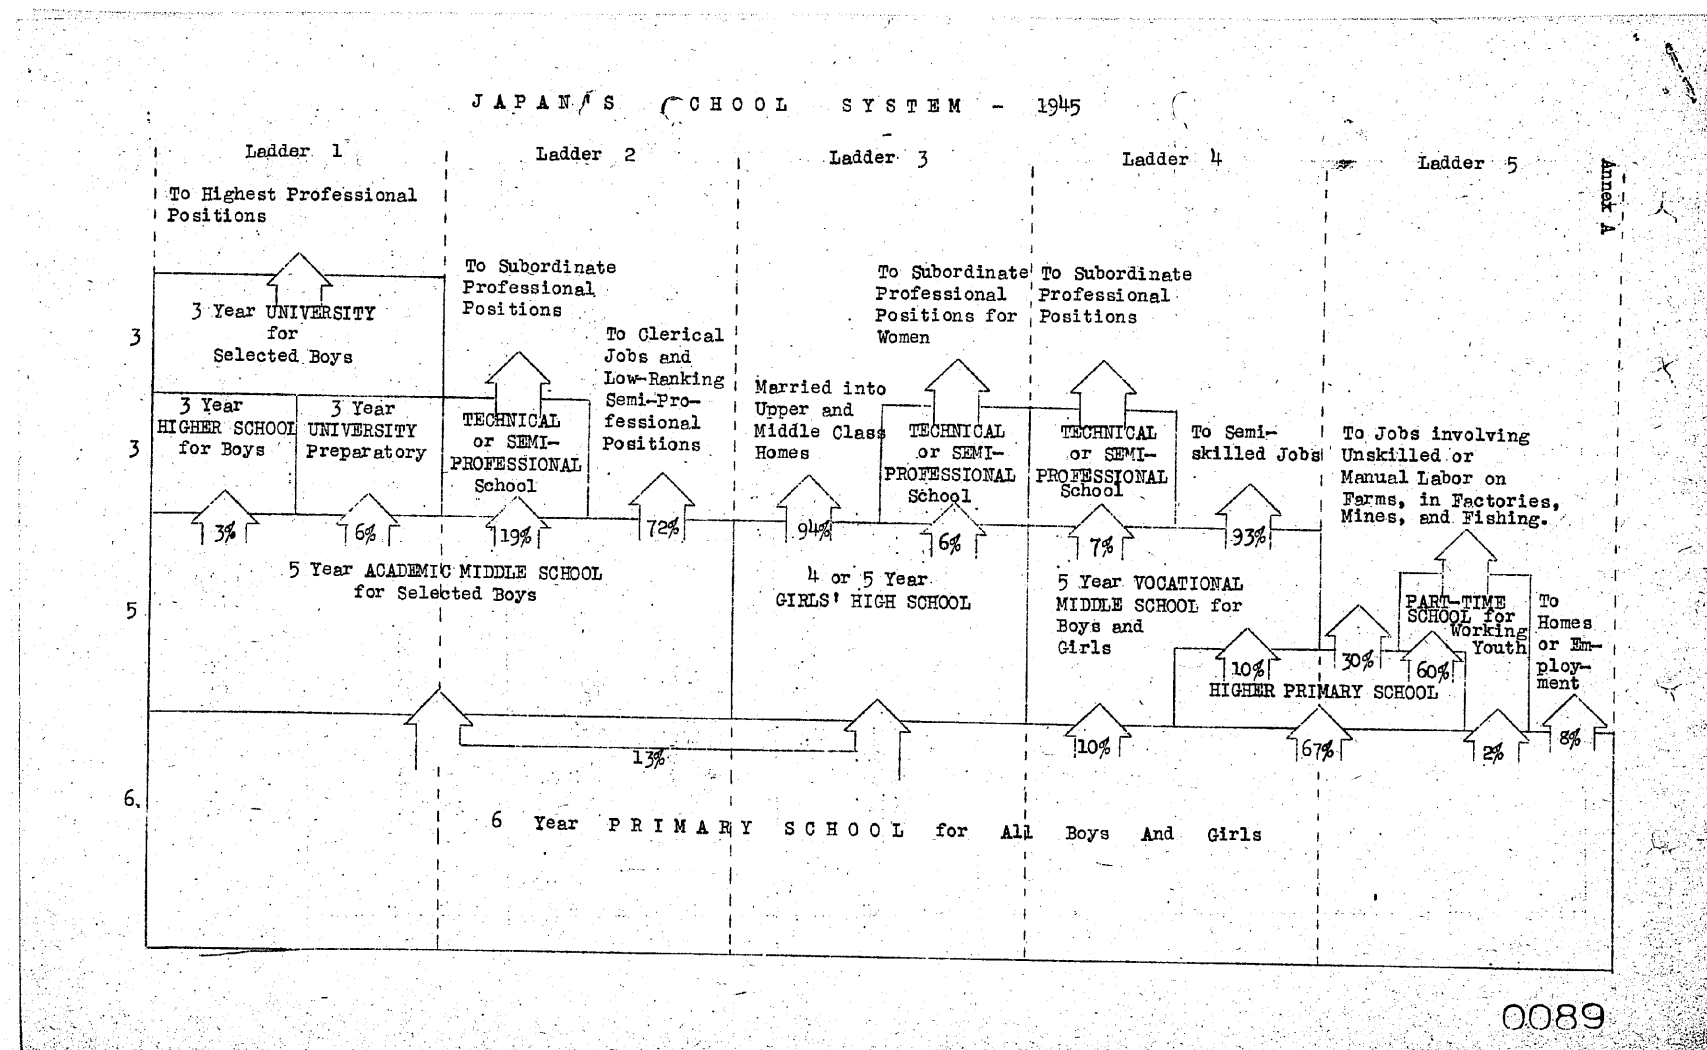 JAPAN'S SCHOOL SYSTEM - 1945
Ladder 1
Ladder 2
Ladder 3
Ladder 4
Ladder 5
Annex A
To Highest Professional
Positions
3
3 Year UNIVERSITY
for
Selected Boys
To Subordinate
Professional
Positions
To Clerical
Jobs and
Low-Ranking
Semi-Pro-
fessional
Positions
To Subordinate
Professional
Positions for
Women
To Subordinate
Professional
Positions
3
3 Year
HIGHER SCHOOL
for Boys
3 Year
UNIVERSITY
Preparatory
TECHNICAL
or SEMI-
PROFESSIONAL
School
Married into
Upper and
Middle Class
Homes
TECHNICAL
or SEMI-
PROFESSIONAL
School
TECHNICAL
or SEMI-
PROFESSIONAL
School
To Semi-
skilled Jobs
To Jobs involving
Unskilled or
Manual Labor on
Farms, in Factories,
Mines, and Fishing.
3%
6%
19%
72%
94%
6%
7%
93%
5
5 Year ACADEMIC MIDDLE SCHOOL
for Selected Boys
4 or 5 Year
GIRLS' HIGH SCHOOL
5 Year VOCATIONAL
MIDDLE SCHOOL for
Boys and
Girls
PART-TIME
SCHOOL for
Working
Youth
To
Homes
or Em-
ploy-
ment
10%
30%
60%
HIGHER PRIMARY SCHOOL
13%
10%
67%
2%
8%
6.
6 Year PRIMARY SCHOOL for All Boys And Girls
0089